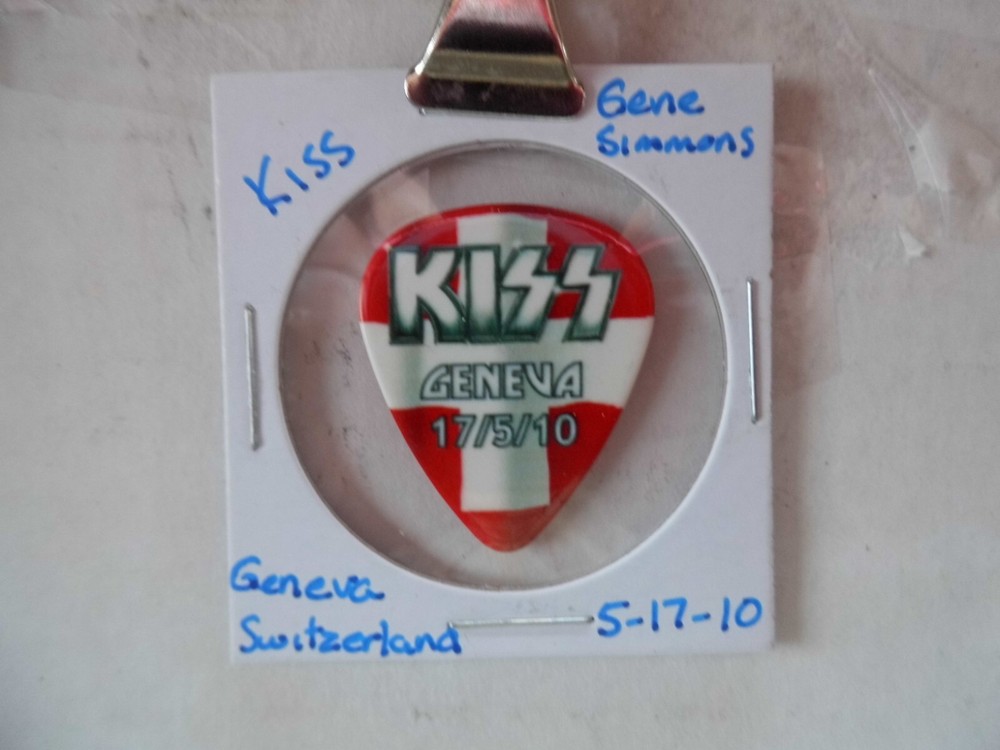 Kiss
Gene
Simmons
KISS
GENEVA
17/5/10
Geneva
Switzerland
5-17-10